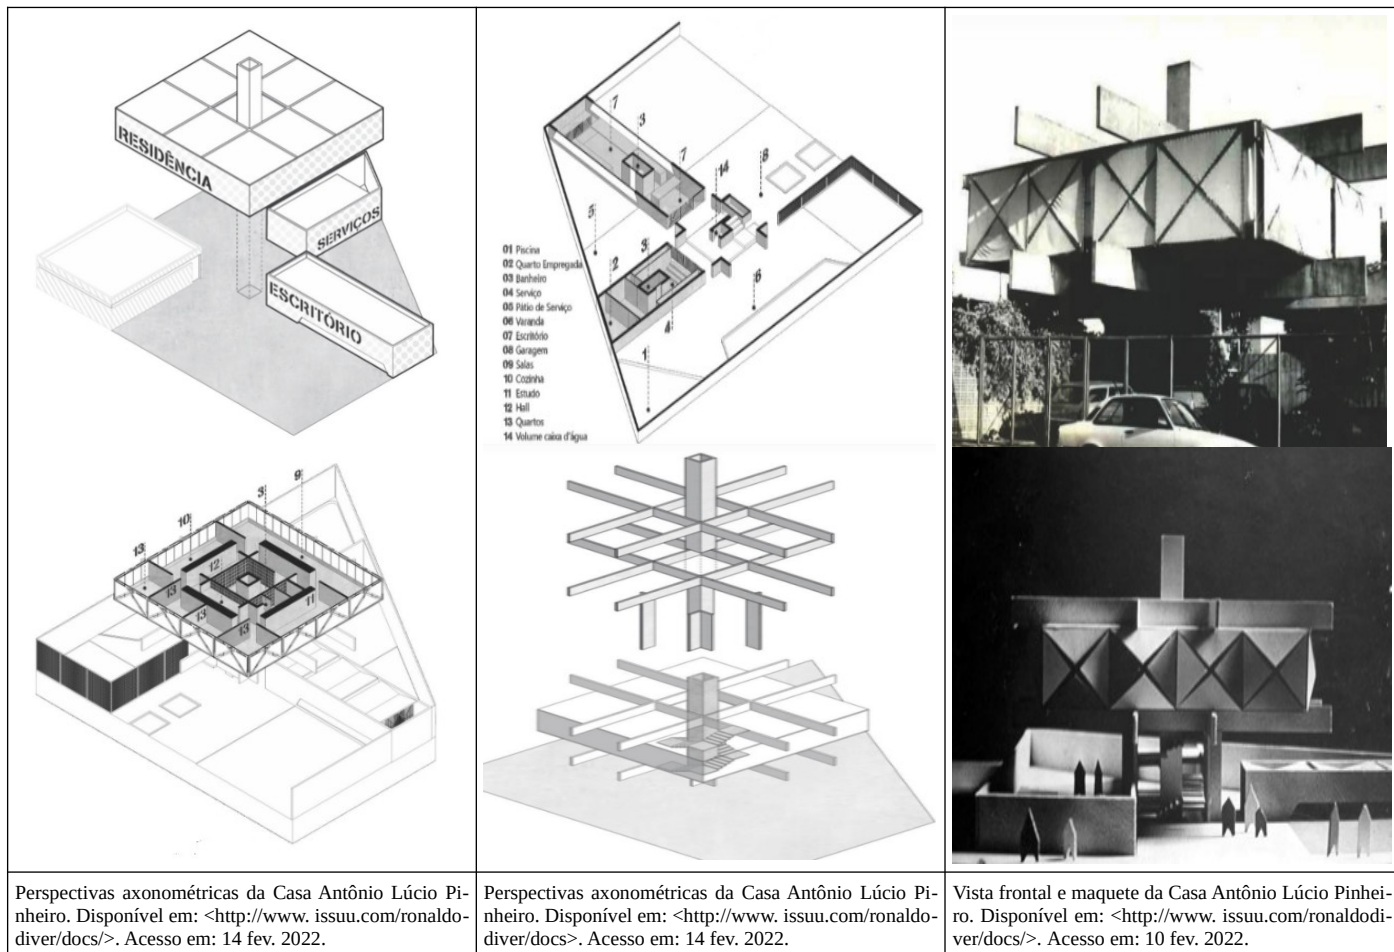 RESIDÊNCIA
SERVIÇOS
ESCRITÓRIO
13
10
3
9
12
13
13
11
13
Perspectivas axonométricas da Casa Antônio Lúcio Pi-
nheiro. Disponível em: <http://www. issuu.com/ronaldo-
diver/docs/>. Acesso em: 14 fev. 2022.
7
3
7
14
8
5
3
2
6
4
1
01 Piscina
02 Quarto Empregada
03 Banheiro
04 Serviço
05 Pátio de Serviço
06 Varanda
07 Escritório
08 Garagem
09 Salas
10 Cozinha
11 Estudo
12 Hall
13 Quartos
14 Volume caixa d'água
Perspectivas axonométricas da Casa Antônio Lúcio Pi-
nheiro. Disponível em: <http://www. issuu.com/ronaldo-
diver/docs>. Acesso em: 14 fev. 2022.
Vista frontal e maquete da Casa Antônio Lúcio Pinhei-
ro. Disponível em: <http://www. issuu.com/ronaldodi-
ver/docs/>. Acesso em: 10 fev. 2022.